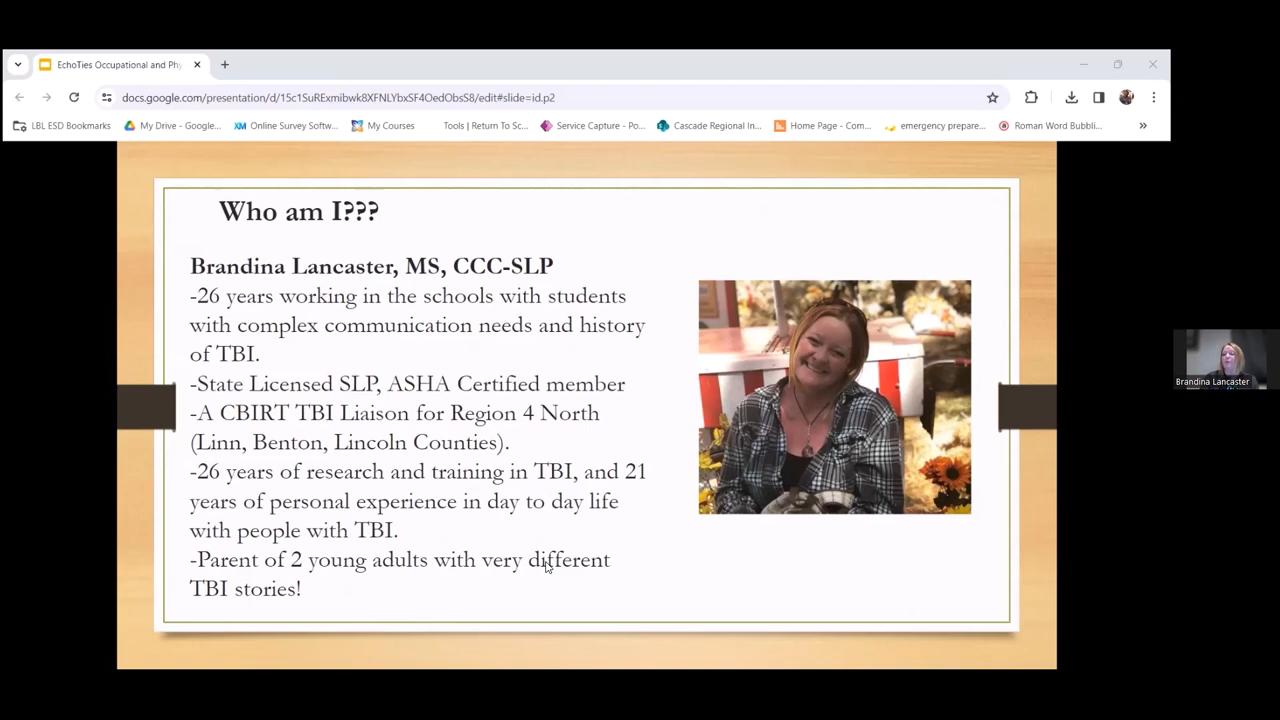 EchoTies Occupational and Phy
docs.google.com/presentation/d/15c1SuRExmibwk8XFNLYbxSF4OedObsS8/edit#slide=id.p2
LBL ESD Bookmarks
My Drive - Google...
Online Survey Softw...
My Courses
Tools | Return To Sc...
Service Capture - Po...
Cascade Regional In...
Home Page - Com...
emergency prepare...
Roman Word Bubbli...
Who am I???
Brandina Lancaster, MS, CCC-SLP
-26 years working in the schools with students
with complex communication needs and history
of TBI.
-State Licensed SLP, ASHA Certified member
-A CBIRT TBI Liaison for Region 4 North
(Linn, Benton, Lincoln Counties).
-26 years of research and training in TBI, and 21
years of personal experience in day to day life
with people with TBI.
-Parent of 2 young adults with very different
TBI stories!
Brandina Lancaster